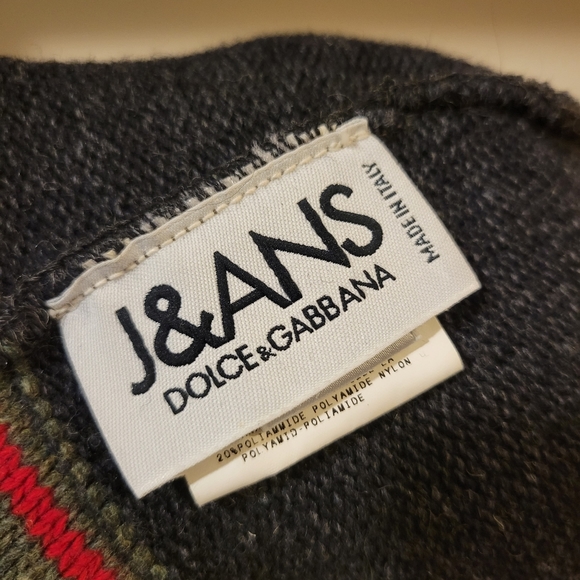 J&ANS
DOLCE&GABBANA
MADE IN ITALY
20%POLIAMMIDE POLYAMIDE NYLON
POLYAMID-POLIAMIDE